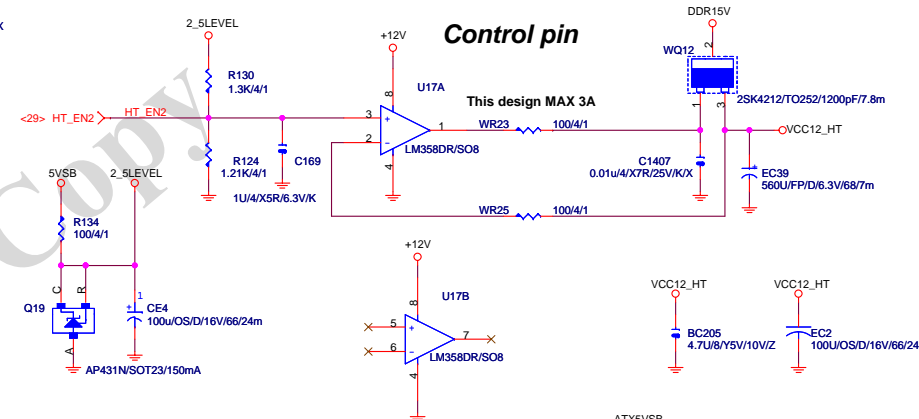 x
2_5LEVEL
+12V
Control pin
DDR15V
WQ12
2
R130
1.3K/4/1
8
U17A
This design MAX 3A
1
3
2SK4212/TO252/1200pF/7.8m
<29> HT_EN2
HT_EN2
3
+
2
-
1
WR23
100/4/1
VCC12_HT
4
LM358DR/SO8
R124
1.21K/4/1
C169
1U/4/X5R/6.3V/K
C1407
0.01u/4/X7R/25V/K/X
EC39
560U/FP/D/6.3V/68/7m
5VSB
2_5LEVEL
Copy
R134
100/4/1
WR25
100/4/1
+12V
C
R
1
Q19
CE4
100u/OS/D/16V/66/24m
A
AP431N/SOT23/150mA
8
U17B
5
+
6
-
7
LM358DR/SO8
4
VCC12_HT
VCC12_HT
BC205
4.7U/8/Y5V/10V/Z
EC2
100U/OS/D/16V/66/24
ATX5VSB